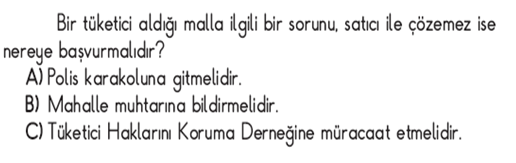 Bir tüketici aldığı malla ilgili bir sorunu, satıcı ile çözemez ise
nereye başvurmalıdır?
A) Polis karakoluna gitmelidir.
B) Mahalle muhtarına bildirmelidir.
C) Tüketici Haklarını Koruma Derneğine müracaat etmelidir.